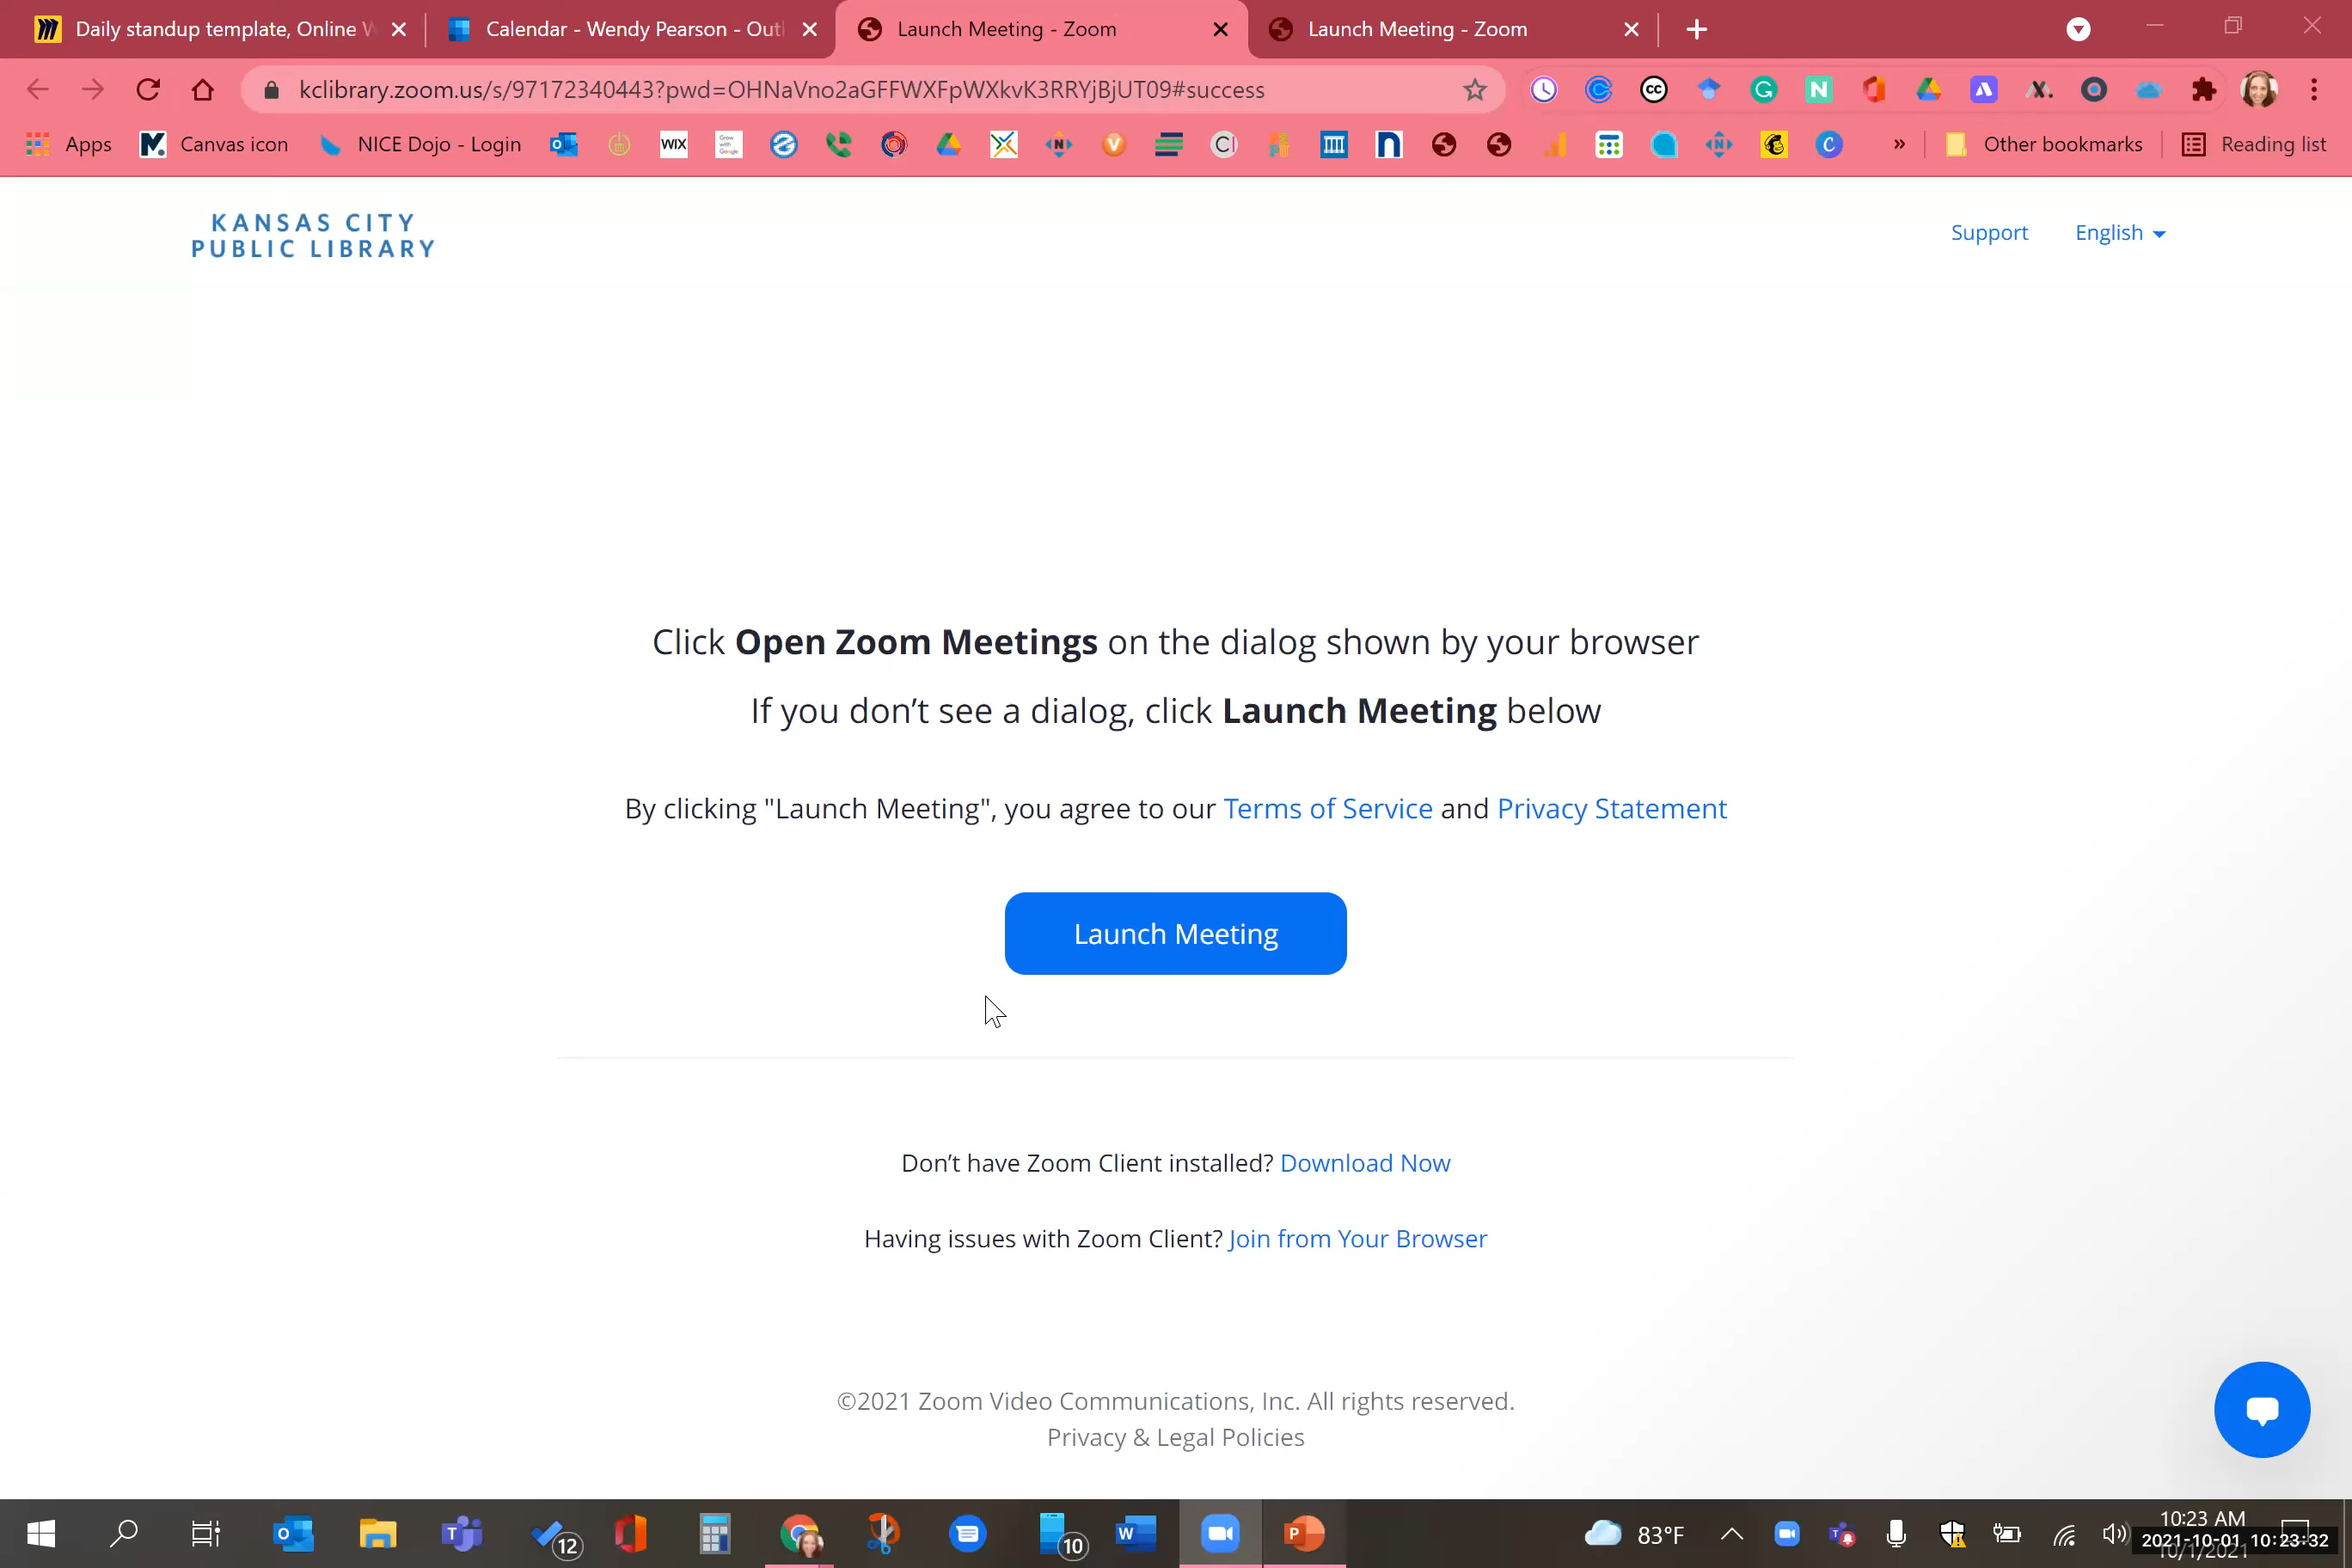 Daily standup template, Online W
Calendar - Wendy Pearson - Outl
Launch Meeting - Zoom
Launch Meeting - Zoom
kclibrary.zoom.us/s/97172340443?pwd=OHNaVno2aGFFWXFpWXkvK3RRYjBjUT09#success
Apps
Canvas icon
NICE Dojo - Login
WIX
Other bookmarks
Reading list
KANSAS CITY
PUBLIC LIBRARY
Support
English
Click Open Zoom Meetings on the dialog shown by your browser
If you don’t see a dialog, click Launch Meeting below
By clicking "Launch Meeting", you agree to our Terms of Service and Privacy Statement
Launch Meeting
Don’t have Zoom Client installed? Download Now
Having issues with Zoom Client? Join from Your Browser
©2021 Zoom Video Communications, Inc. All rights reserved.
Privacy & Legal Policies
12
10
83°F
10:23 AM
2021-10-01 10:23:32
10/1/2021